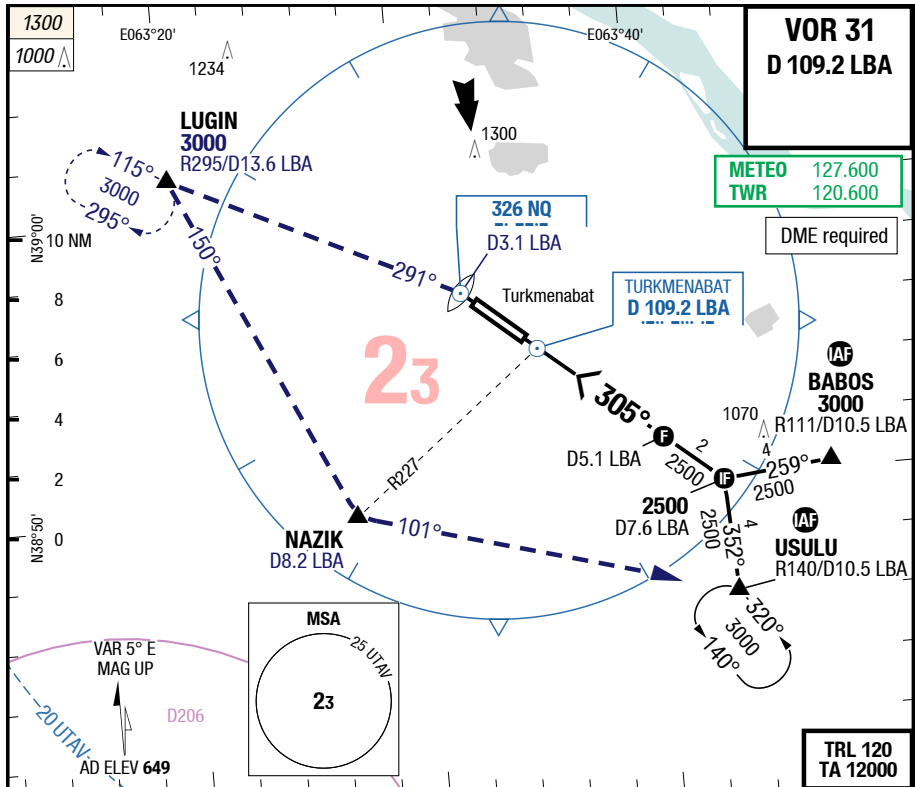 1300
1000
E063°20'
E063°40'
VOR 31
D 109.2 LBA
1234
1300
LUGIN
3000
R295/D13.6 LBA
METEO 127.600
TWR 120.600
DME required
115°
3000
295°
N39°00'
10 NM
8
6
4
2
0
N38°50'
150°
291°
326 NQ
D3.1 LBA
Turkmenabat
TURKMENABAT
D 109.2 LBA
23
305°
IAF
BABOS
3000
R111/D10.5 LBA
1070
F
D5.1 LBA
2
2500
IF
2500
D7.6 LBA
4
259°
2500
4
352°
2500
IAF
USULU
R140/D10.5 LBA
320°
3000
140°
R227
NAZIK
D8.2 LBA
101°
MSA
25 UTAV
23
VAR 5° E
MAG UP
D206
20 UTAV
AD ELEV 649
TRL 120
TA 12000